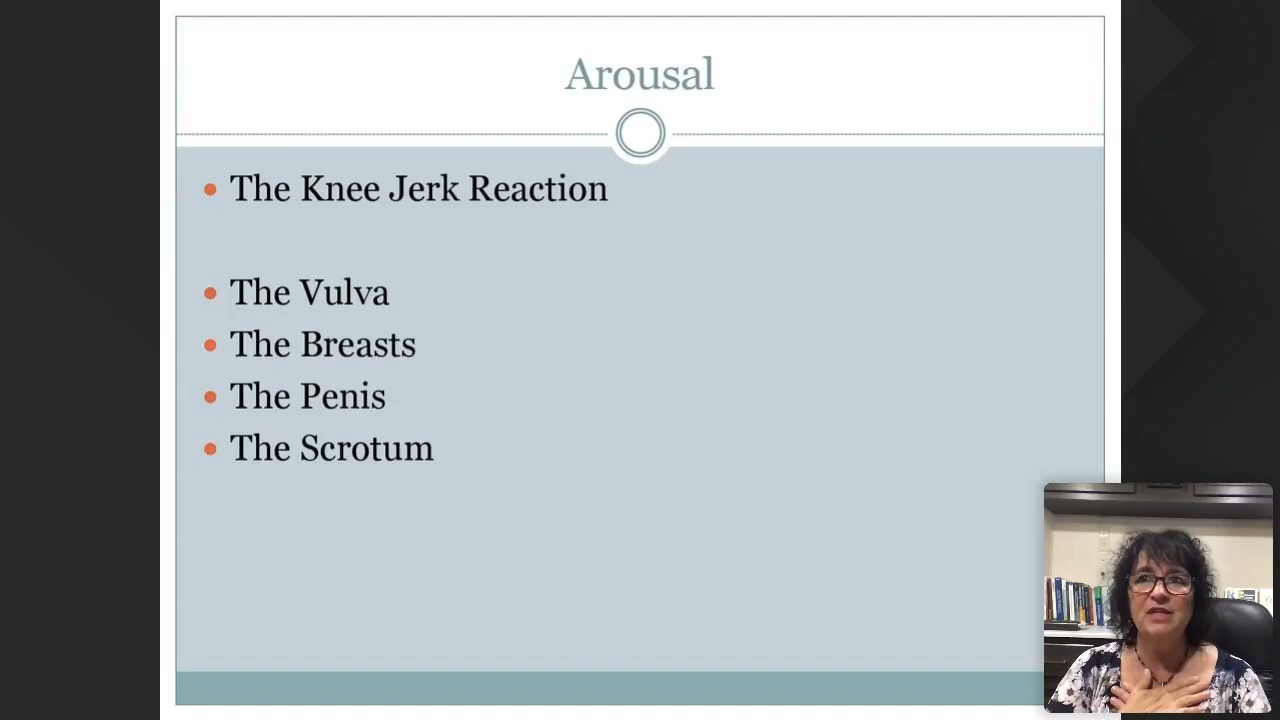 Arousal
The Knee Jerk Reaction
The Vulva
The Breasts
The Penis
The Scrotum